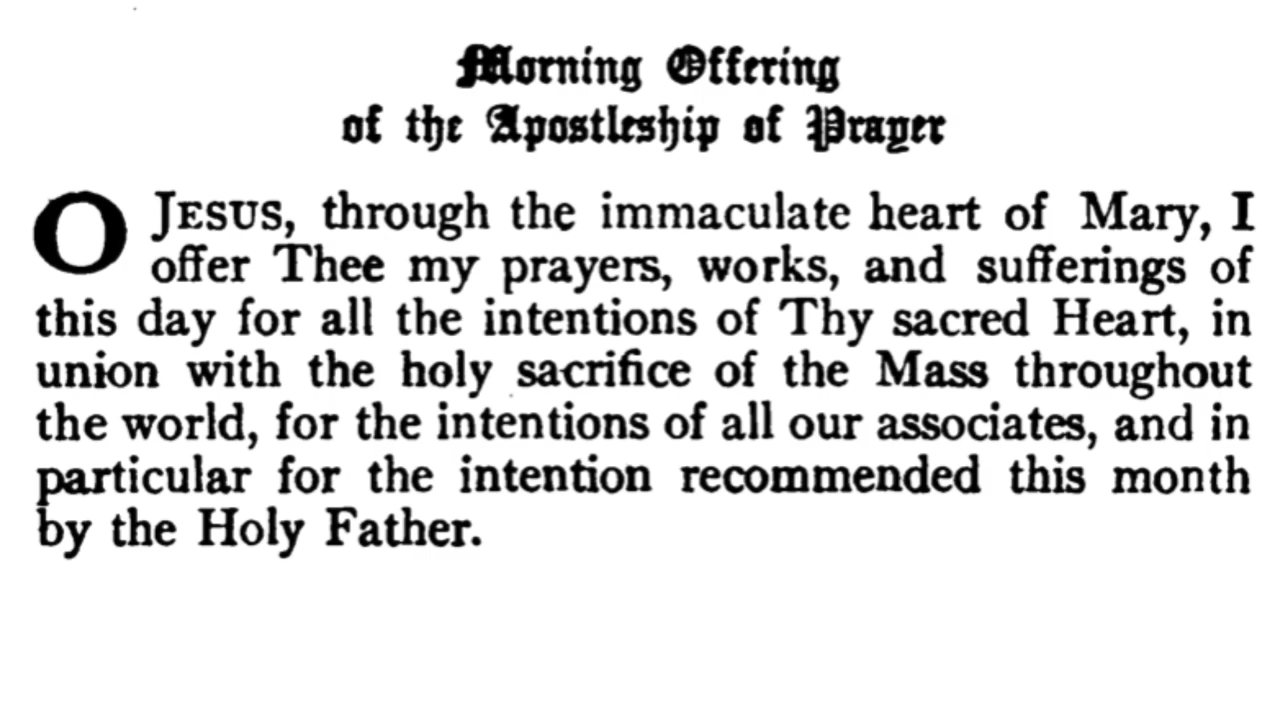 Morning Offering
of the Apostleship of Prayer
O JESUS, through the immaculate heart of Mary, I
offer Thee my prayers, works, and sufferings of
this day for all the intentions of Thy sacred Heart, in
union with the holy sacrifice of the Mass throughout
the world, for the intentions of all our associates, and in
particular for the intention recommended this month
by the Holy Father.